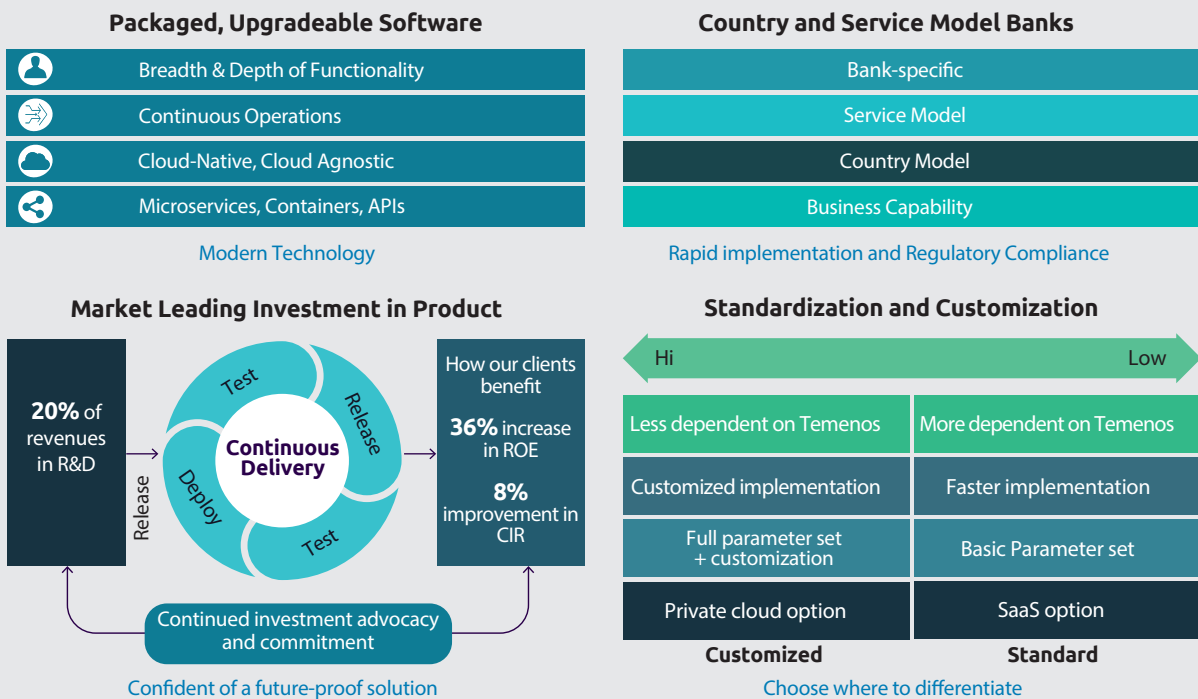 Packaged, Upgradeable Software
Breadth & Depth of Functionality
Continuous Operations
Cloud-Native, Cloud Agnostic
Microservices, Containers, APIs
Modern Technology
Country and Service Model Banks
Bank-specific
Service Model
Country Model
Business Capability
Rapid implementation and Regulatory Compliance
Market Leading Investment in Product
20% of
revenues
in R&D
Release
Test
Release
Test
Deploy
Continuous
Delivery
How our clients
benefit
36% increase
in ROE
8%
improvement in
CIR
Continued investment advocacy
and commitment
Confident of a future-proof solution
Standardization and Customization
Hi
Low
Less dependent on Temenos
More dependent on Temenos
Customized implementation
Faster implementation
Full parameter set
+ customization
Basic Parameter set
Private cloud option
SaaS option
Customized
Standard
Choose where to differentiate